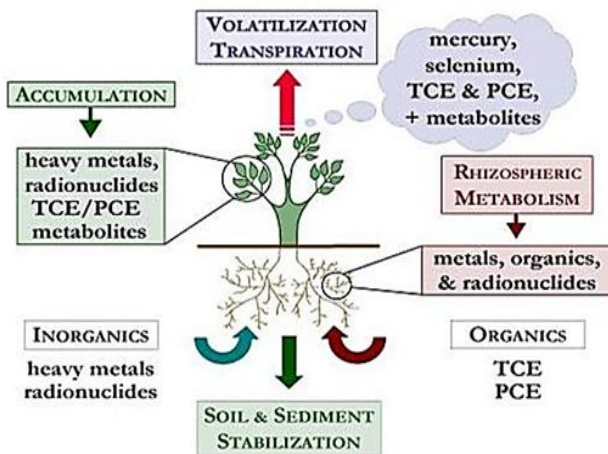 VOLATILIZATION
TRANSPIRATION
mercury,
selenium,
TCE & PCE,
+ metabolites
ACCUMULATION
heavy metals,
radionuclides
TCE/PCE
metabolites
RHIZOSPHERIC
METABOLISM
metals, organics,
& radionuclides
INORGANICS
heavy metals
radionuclides
ORGANICS
TCE
PCE
SOIL & SEDIMENT
STABILIZATION